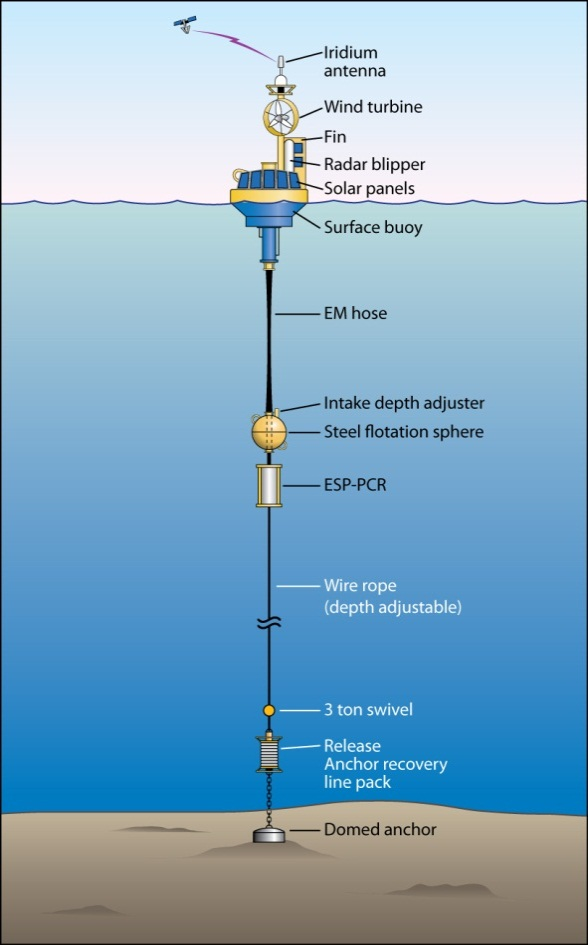 Iridium
antenna
Wind turbine
Fin
Radar blipper
Solar panels
Surface buoy
EM hose
Intake depth adjuster
Steel flotation sphere
ESP-PCR
Wire rope
(depth adjustable)
3 ton swivel
Release
Anchor recovery
line pack
Domed anchor